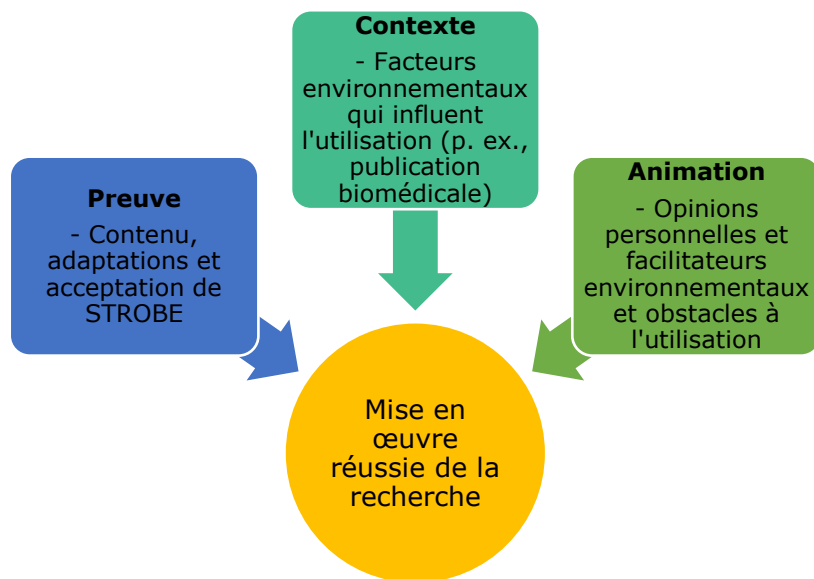 Contexte
- Facteurs
environnementaux
qui influent
l'utilisation (p. ex.,
publication
biomédicale)
Preuve
- Contenu,
adaptations et
acceptation de
STROBE
Animation
- Opinions
personnelles et
facilitateurs
environnementaux
et obstacles à
l'utilisation
Mise en
œuvre
réussie de la
recherche